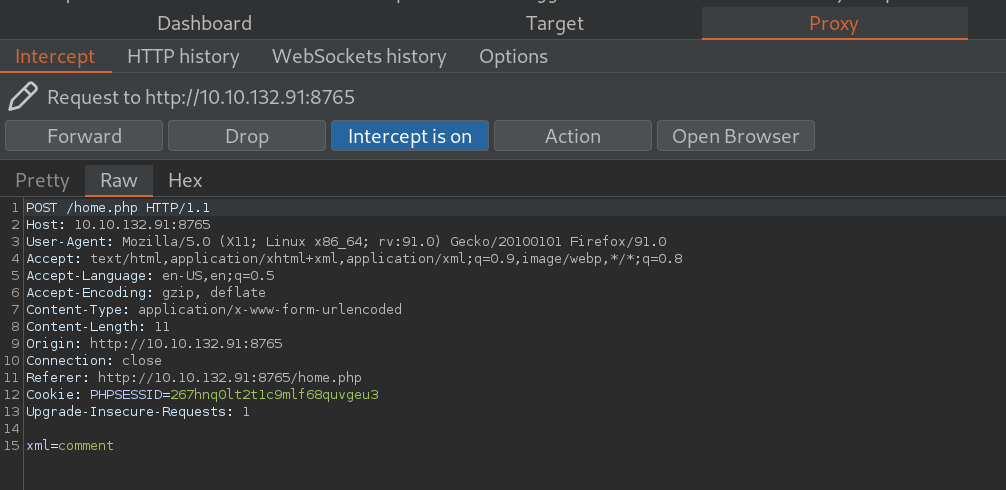 Dashboard Target Proxy
Intercept HTTP history WebSockets history Options
Request to http://10.10.132.91:8765
Forward Drop Intercept is on Action Open Browser
Pretty Raw Hex
1 POST /home.php HTTP/1.1
2 Host: 10.10.132.91:8765
3 User-Agent: Mozilla/5.0 (X11; Linux x86_64; rv:91.0) Gecko/20100101 Firefox/91.0
4 Accept: text/html,application/xhtml+xml,application/xml;q=0.9,image/webp,*/*;q=0.8
5 Accept-Language: en-US,en;q=0.5
6 Accept-Encoding: gzip, deflate
7 Content-Type: application/x-www-form-urlencoded
8 Content-Length: 11
9 Origin: http://10.10.132.91:8765
10 Connection: close
11 Referer: http://10.10.132.91:8765/home.php
12 Cookie: PHPSESSID=267hnq0lt2t1c9mlf68quvgeu3
13 Upgrade-Insecure-Requests: 1
14
15 xml=comment